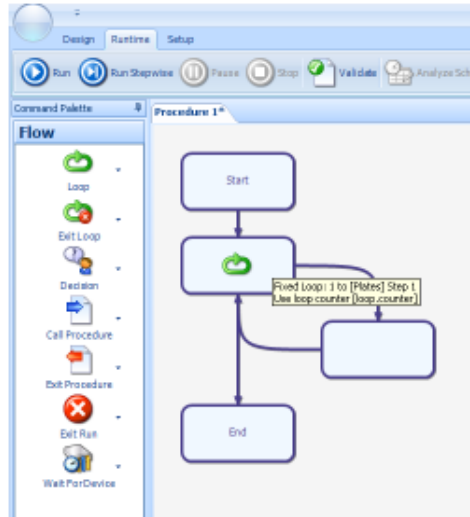 Design Runtime Setup
Run Run Stepwise Pause Stop Validate Analyze Sch
Command Palette Procedure 1*
Flow
Loop
Exit Loop
Decision
Call Procedure
Exit Procedure
Exit Run
Wait For Device
Start
Fixed Loop: 1 to [Plates] Step 1
Use loop counter [loop.counter]
End